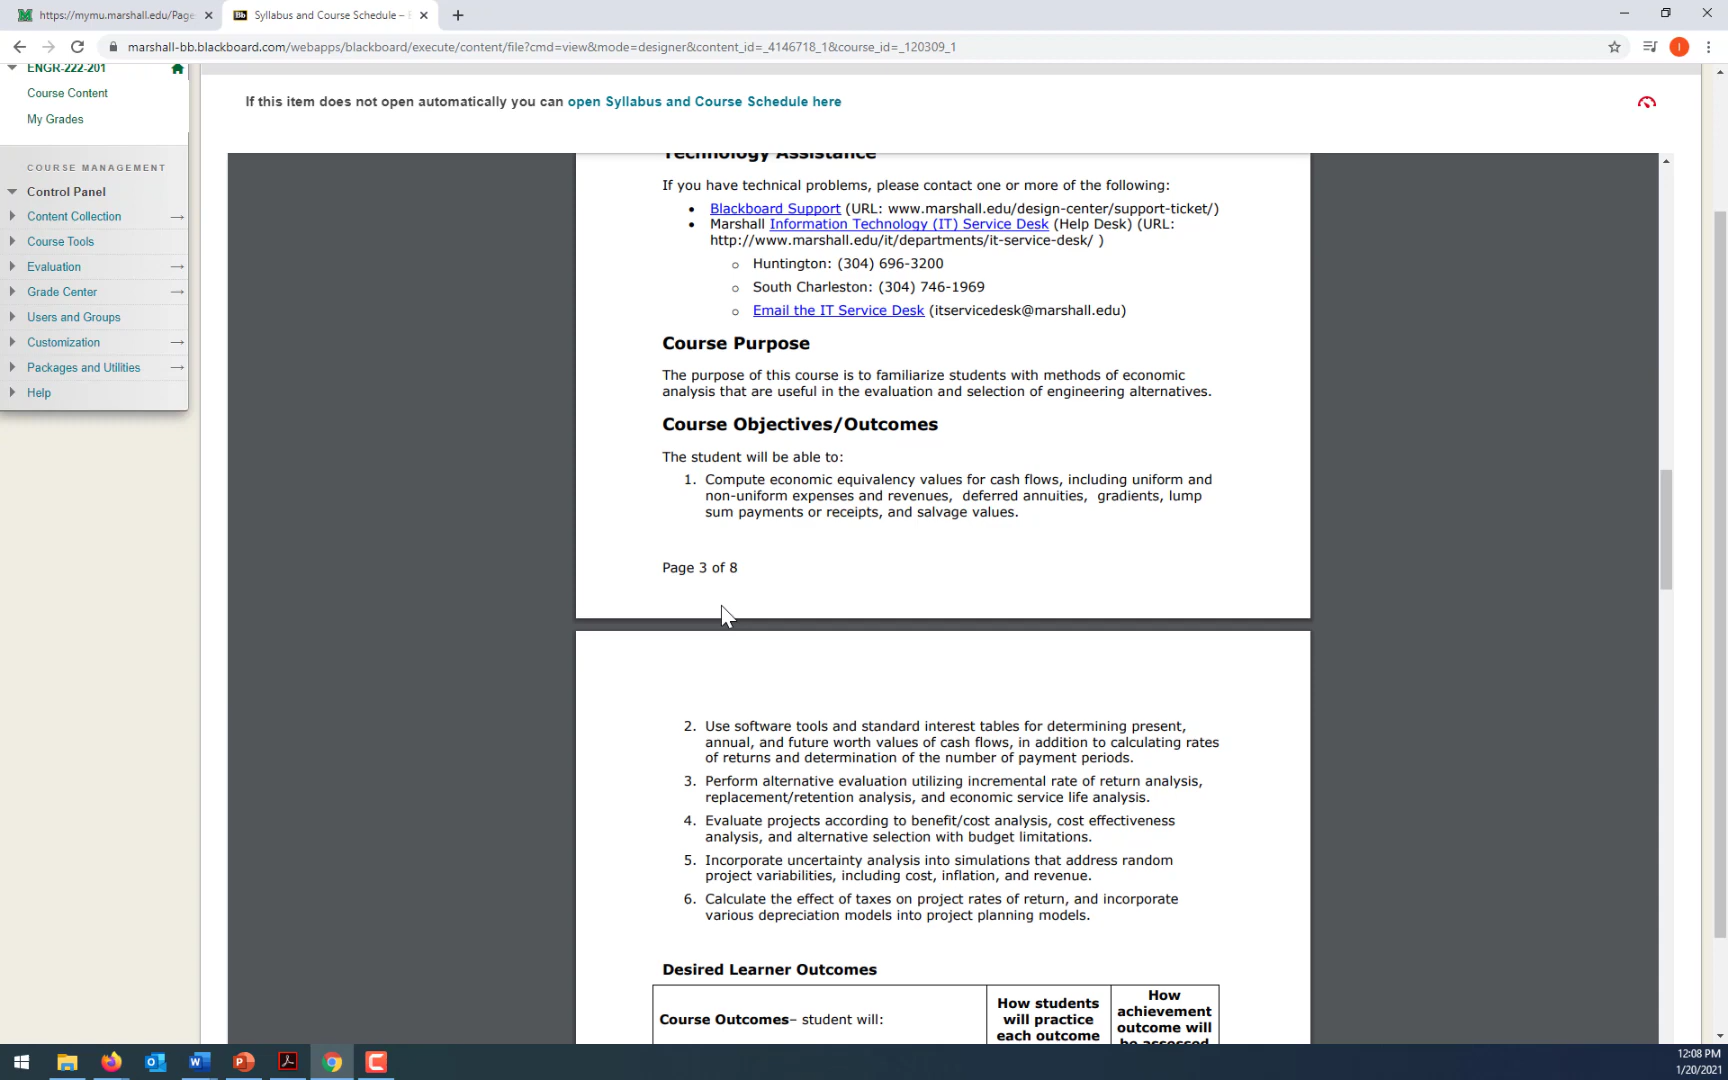 https://mymu.marshall.edu/Page
Syllabus and Course Schedule –
marshall-bb.blackboard.com/webapps/blackboard/execute/content/file?cmd=view&mode=designer&content_id=_4146718_1&course_id=_120309_1
ENGR-222-201
Course Content
My Grades
COURSE MANAGEMENT
Control Panel
Content Collection
Course Tools
Evaluation
Grade Center
Users and Groups
Customization
Packages and Utilities
Help
If this item does not open automatically you can open Syllabus and Course Schedule here
Technology Assistance
If you have technical problems, please contact one or more of the following:
• Blackboard Support (URL: www.marshall.edu/design-center/support-ticket/)
• Marshall Information Technology (IT) Service Desk (Help Desk) (URL:
http://www.marshall.edu/it/departments/it-service-desk/ )
o Huntington: (304) 696-3200
o South Charleston: (304) 746-1969
o Email the IT Service Desk (itservicedesk@marshall.edu)
Course Purpose
The purpose of this course is to familiarize students with methods of economic
analysis that are useful in the evaluation and selection of engineering alternatives.
Course Objectives/Outcomes
The student will be able to:
1. Compute economic equivalency values for cash flows, including uniform and
non-uniform expenses and revenues, deferred annuities, gradients, lump
sum payments or receipts, and salvage values.
Page 3 of 8
2. Use software tools and standard interest tables for determining present,
annual, and future worth values of cash flows, in addition to calculating rates
of returns and determination of the number of payment periods.
3. Perform alternative evaluation utilizing incremental rate of return analysis,
replacement/retention analysis, and economic service life analysis.
4. Evaluate projects according to benefit/cost analysis, cost effectiveness
analysis, and alternative selection with budget limitations.
5. Incorporate uncertainty analysis into simulations that address random
project variabilities, including cost, inflation, and revenue.
6. Calculate the effect of taxes on project rates of return, and incorporate
various depreciation models into project planning models.
Desired Learner Outcomes
Course Outcomes– student will:
How students
will practice
each outcome
How
achievement
outcome will
be assessed
12:08 PM
1/20/2021